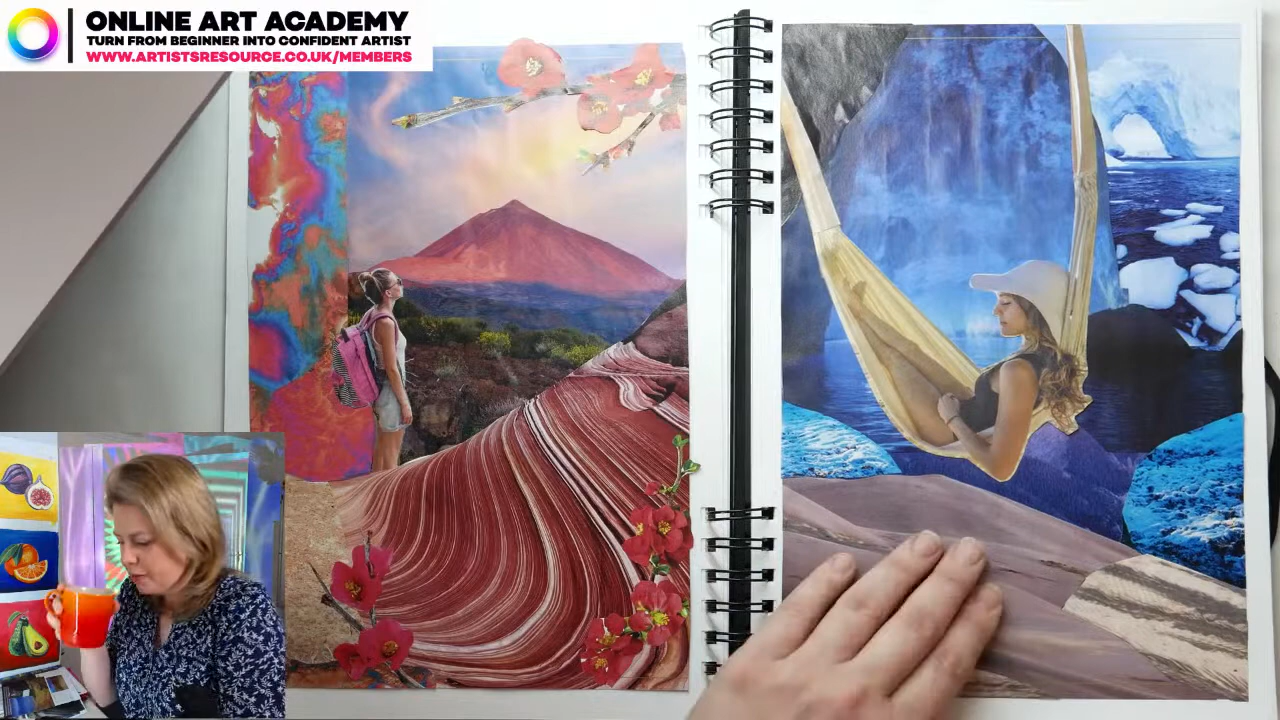 ONLINE ART ACADEMY
TURN FROM BEGINNER INTO CONFIDENT ARTIST
WWW.ARTISTSRESOURCE.CO.UK/MEMBERS